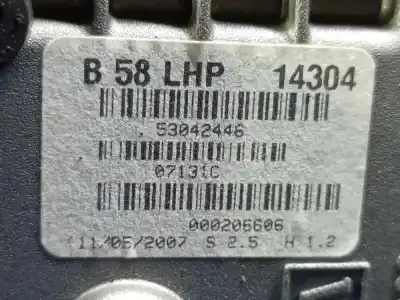 B 58 LHP 14304
53042446
07131C
000206606
11/05/2007 S 2.5 H 1.2